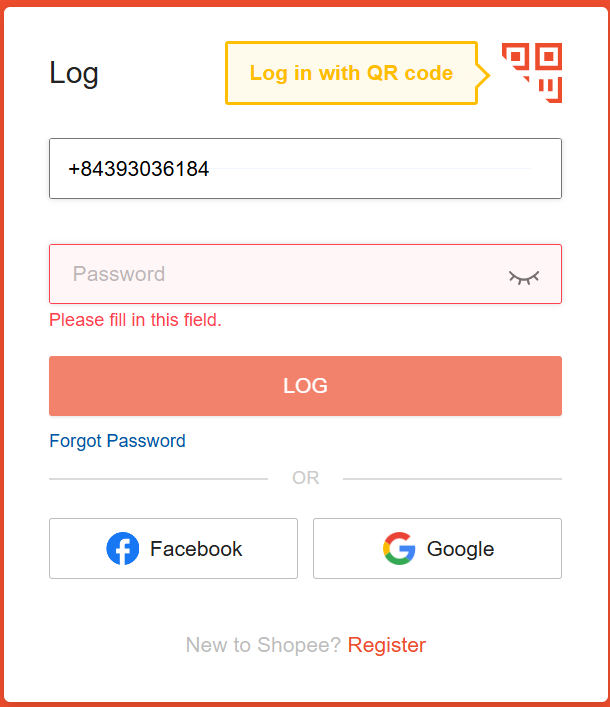 Log
Log in with QR code
+84393036184
Password
Please fill in this field.
LOG
Forgot Password
OR
Facebook
Google
New to Shopee? Register